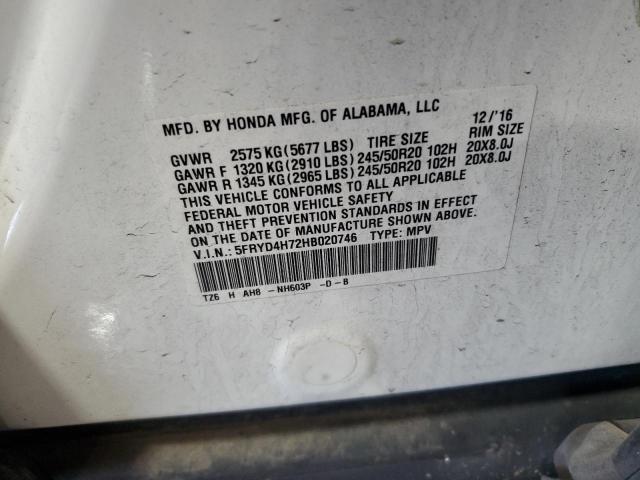 MFD. BY HONDA MFG. OF ALABAMA, LLC 12/'16
GVWR 2575 KG(5677 LBS) TIRE SIZE RIM SIZE
GAWR F 1320 KG(2910 LBS)245/50R20 102H 20X8.0J
GAWR R 1345 KG(2965 LBS)245/50R20 102H 20X8.0J
THIS VEHICLE CONFORMS TO ALL APPLICABLE
FEDERAL MOTOR VEHICLE SAFETY
AND THEFT PREVENTION STANDARDS IN EFFECT
ON THE DATE OF MANUFACTURE SHOWN ABOVE.
V.I.N.:5FRYD4H72HB020746 TYPE: MPV
TZ6 H AH8 -NH603P -D-B